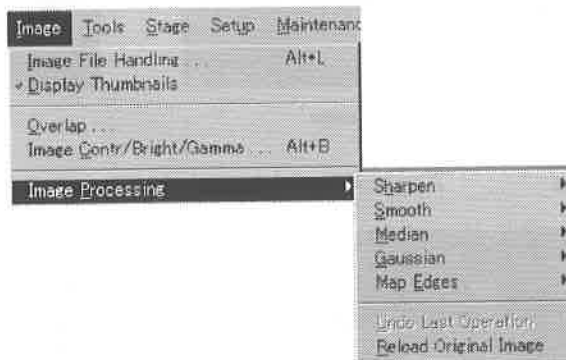 Image Tools Stage Setup Maintenanc
Image File Handling... Alt+L
Display Thumbnails
Overlap...
Image Contr/Bright/Gamma... Alt+B
Image Processing
Sharpen
Smooth
Median
Gaussian
Map Edges
Undo Last Operation
Reload Original Image